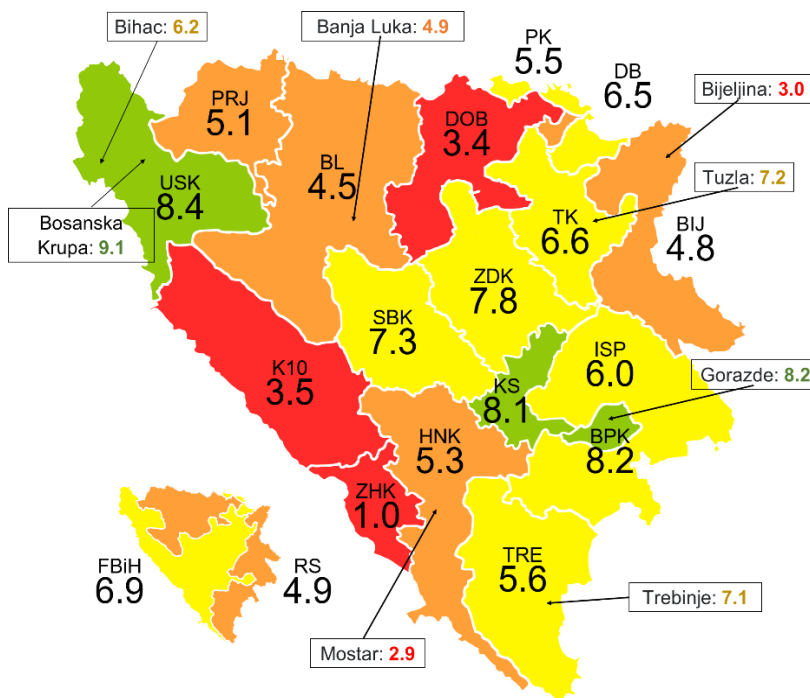 Bihac: 6.2
Banja Luka: 4.9
PK
5.5
DB
6.5
Bijeljina: 3.0
PRJ
5.1
DOB
3.4
BL
4.5
USK
8.4
Tuzla: 7.2
Bosanska
Krupa: 9.1
TK
6.6
BIJ
4.8
ZDK
7.8
SBK
7.3
K10
3.5
KS
8.1
ISP
6.0
Gorazde: 8.2
HNK
5.3
BPK
8.2
ZHK
1.0
TRE
5.6
FBiH
6.9
RS
4.9
Trebinje: 7.1
Mostar: 2.9